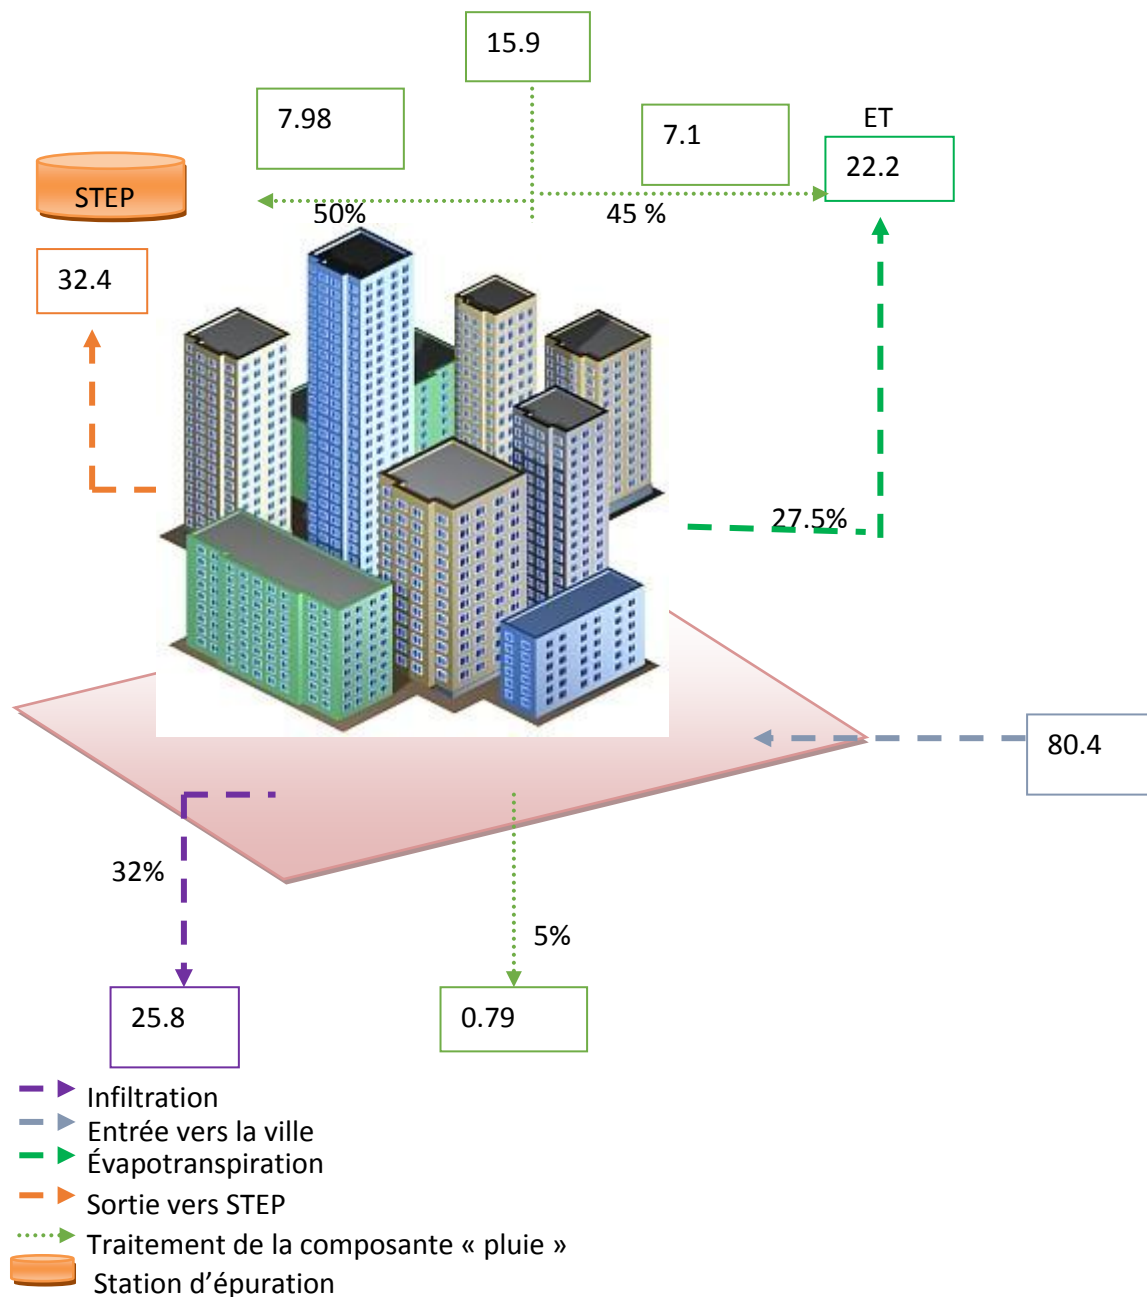 15.9
7.98
7.1
ET
22.2
STEP
50%
45 %
32.4
27.5%
80.4
32%
5%
25.8
0.79
Infiltration
Entrée vers la ville
Évapotranspiration
Sortie vers STEP
Traitement de la composante « pluie »
Station d’épuration